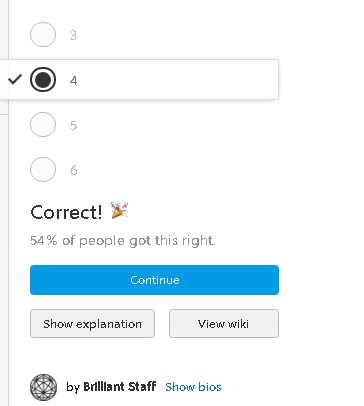 3
4
5
6
Correct! 🎉
54% of people got this right.
Continue
Show explanation
View wiki
by Brilliant Staff Show bios